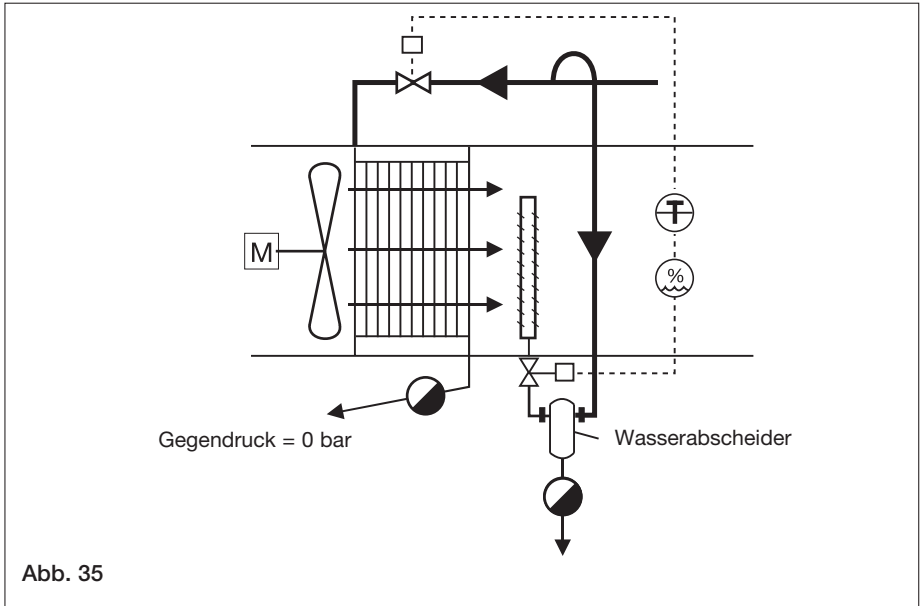 T
M
%
Gegendruck = 0 bar
Wasserabscheider
Abb. 35